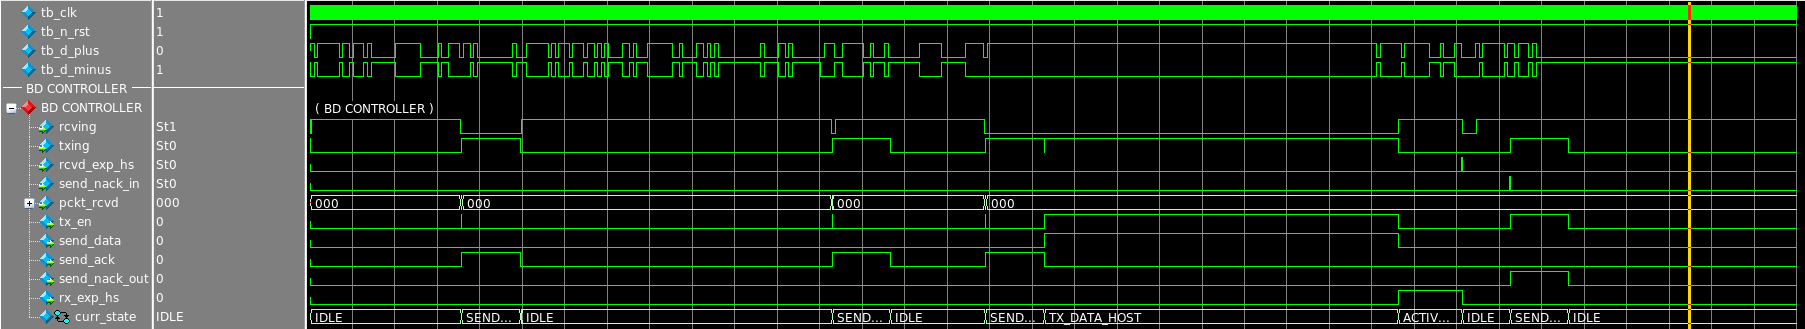 tb_clk 1
tb_n_rst 1
tb_d_plus 0
tb_d_minus 1
BD CONTROLLER
BD CONTROLLER ( BD CONTROLLER )
rcving St1
txing St0
rcvd_exp_hs St0
send_nack_in St0
pckt_rcvd 000 000 000 000 000
tx_en 0
send_data 0
send_ack 0
send_nack_out 0
rx_exp_hs 0
curr_state IDLE IDLE SEND... IDLE SEND... IDLE SEND... TX_DATA_HOST ACTIV... IDLE SEND... IDLE